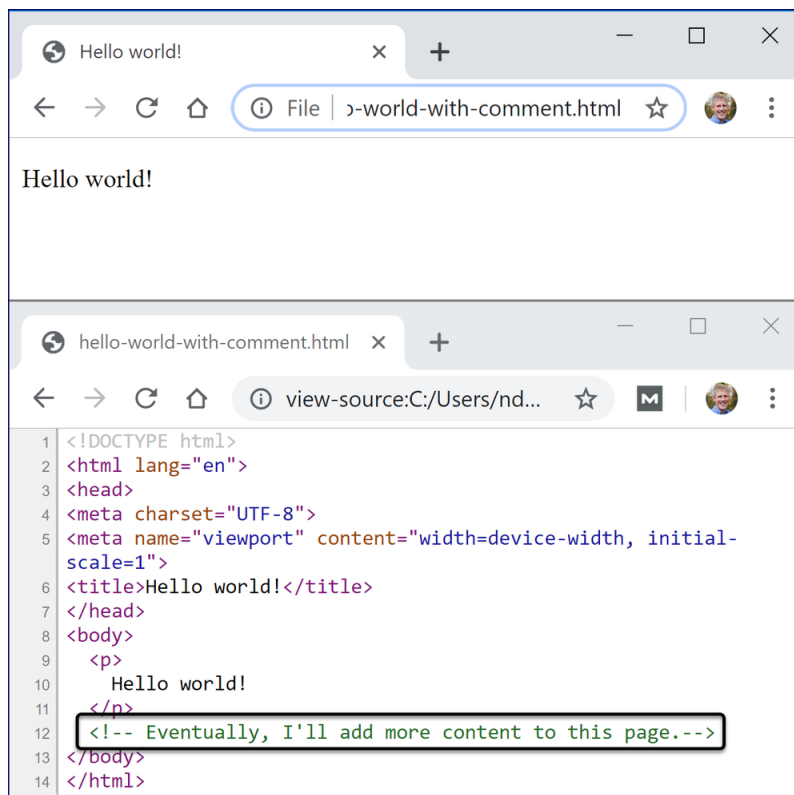 Hello world!
File ɔ-world-with-comment.html
Hello world!
hello-world-with-comment.html
view-source:C:/Users/nd...
M
1 <!DOCTYPE html>
2 <html lang="en">
3 <head>
4 <meta charset="UTF-8">
5 <meta name="viewport" content="width=device-width, initial-
scale=1">
6 <title>Hello world!</title>
7 </head>
8 <body>
9 <p>
10 Hello world!
11 </p>
12 <!-- Eventually, I'll add more content to this page.-->
13 </body>
14 </html>